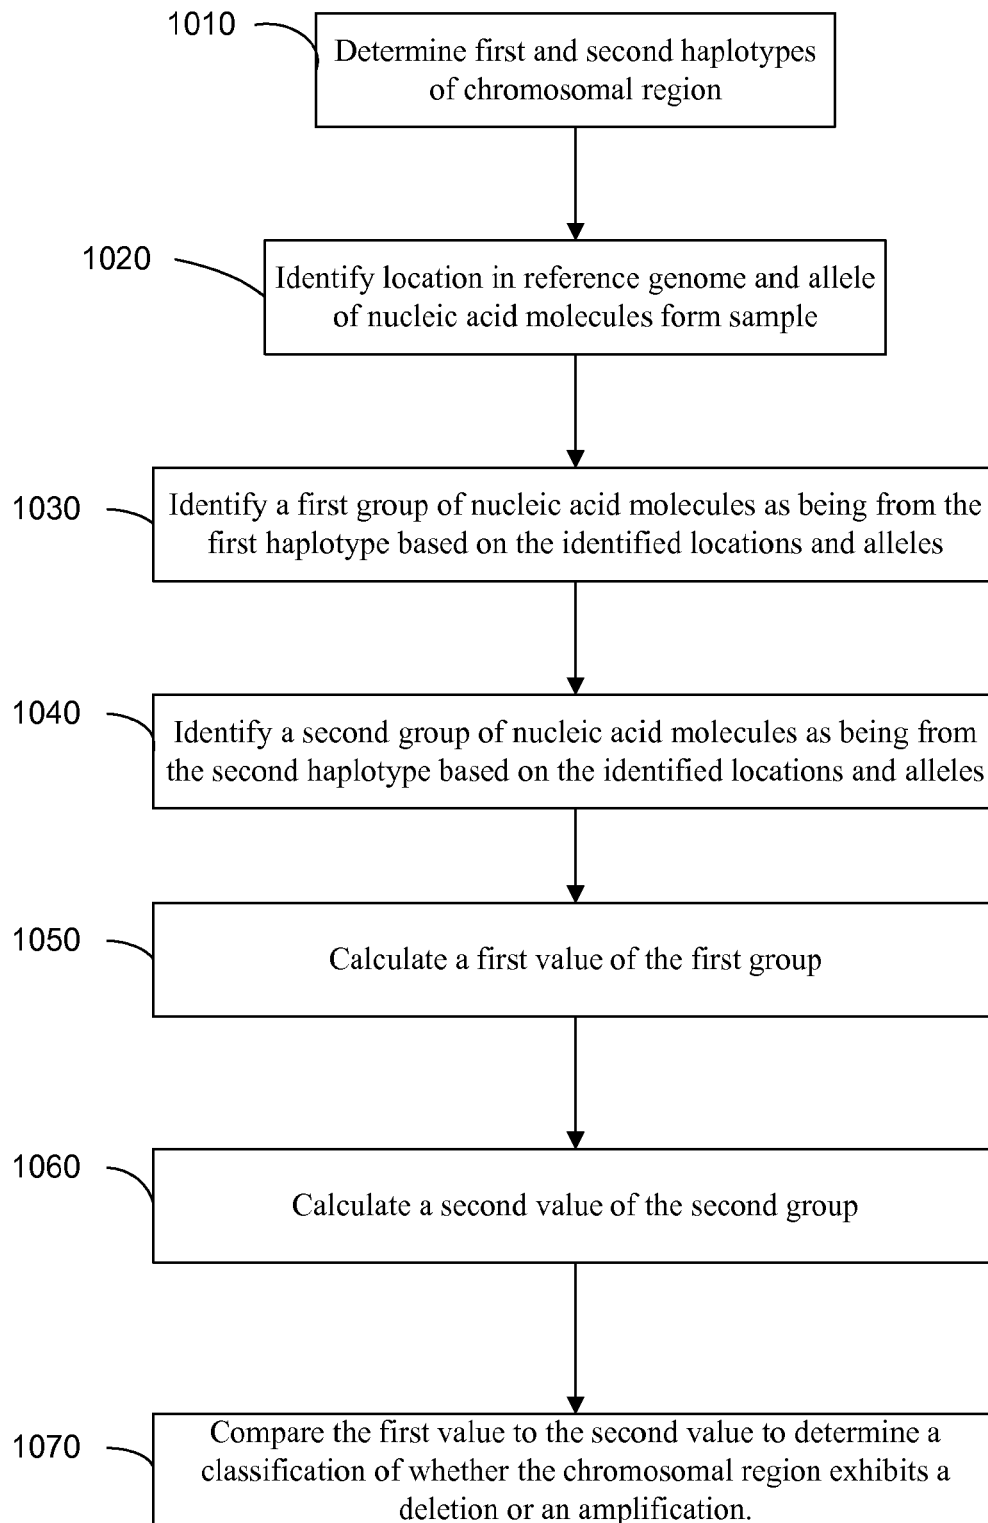 1010
Determine first and second haplotypes
of chromosomal region
1020
Identify location in reference genome and allele
of nucleic acid molecules form sample
1030
Identify a first group of nucleic acid molecules as being from the
first haplotype based on the identified locations and alleles
1040
Identify a second group of nucleic acid molecules as being from
the second haplotype based on the identified locations and alleles
1050
Calculate a first value of the first group
1060
Calculate a second value of the second group
1070
Compare the first value to the second value to determine a
classification of whether the chromosomal region exhibits a
deletion or an amplification.